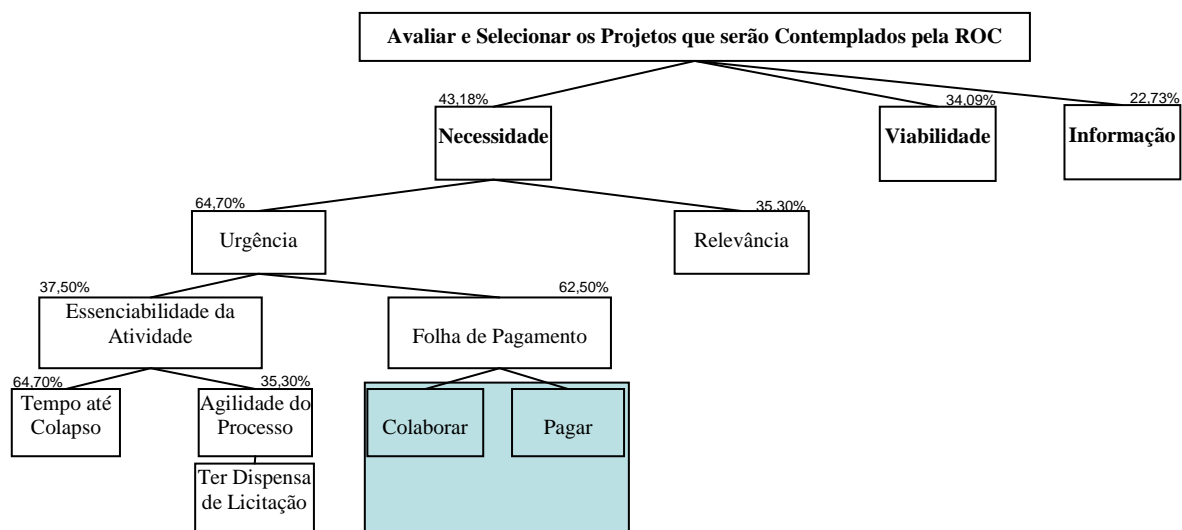 Avaliar e Selecionar os Projetos que serão Contemplados pela ROC
43,18%
34,09%
22,73%
Necessidade
Viabilidade
Informação
64,70%
35,30%
Urgência
Relevância
37,50%
62,50%
Essenciabilidade da
Atividade
Folha de Pagamento
64,70%
35,30%
Tempo até
Colapso
Agilidade do
Processo
Colaborar
Pagar
Ter Dispensa
de Licitação